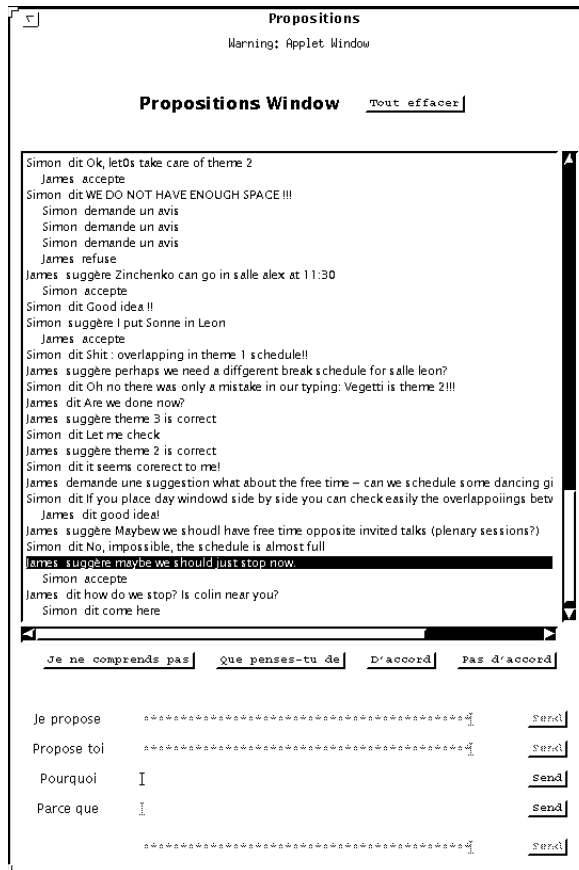 Propositions
Warning: Applet Window
Propositions Window Tout effacer
Simon dit Ok, let0s take care of theme 2
James accepte
Simon dit WE DO NOT HAVE ENOUGH SPACE !!!
Simon demande un avis
Simon demande un avis
Simon demande un avis
James refuse
James suggère Zinchenko can go in salle alex at 11:30
Simon accepte
Simon dit Good idea !!
Simon suggère I put Sonne in Leon
James accepte
Simon dit Shit : overlapping in theme 1 schedule!!
James suggère perhaps we need a diffgerent break schedule for salle leon?
Simon dit Oh no there was only a mistake in our typing: Vegetti is theme 2!!!
James dit Are we done now?
James suggère theme 3 is correct
Simon dit Let me check
James suggère theme 2 is correct
Simon dit it seems corerect to me!
James demande une suggestion what about the free time – can we schedule some dancing gi
Simon dit If you place day windowd side by side you can check easily the overlappoiings betw
James dit good idea!
James suggère Maybew we shoudl have free time opposite invited talks (plenary sessions?)
Simon dit No, impossible, the schedule is almost full
James suggère maybe we should just stop now.
Simon accepte
James dit how do we stop? Is colin near you?
Simon dit come here
Je ne comprends pas Que penses-tu de D'accord Pas d'accord
Je propose Send
Propose toi Send
Pourquoi Send
Parce que Send
Send